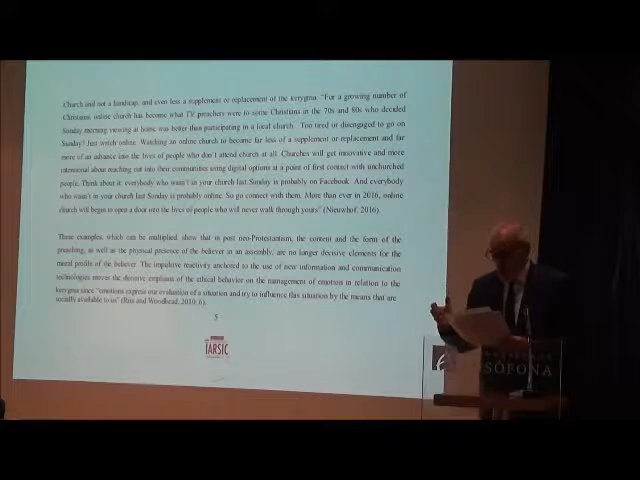 Church and not a handicap, and even less a supplement or replacement of the kerygma. "For a growing number of
Christians, online church has become what TV preachers were to some Christians in the 70s and 80s who decided
Sunday morning viewing at home was better than participating in a local church. Too tired or disengaged to go on
Sunday? Just watch online. Watching an online church to become far less of a supplement or replacement and far
more of an advance into the lives of people who don't attend church at all. Churches will get innovative and more
intentional about reaching out into their communities using digital options at a point of first contact with unchurched
people. Think about it: everybody who wasn't in your church last Sunday is probably on Facebook. And everybody
who wasn't in your church last Sunday is probably online. So go connect with them. More than ever in 2016, online
church will begin to open a door into the lives of people who will never walk through yours" (Nieuwhof, 2016).
These examples, which can be multiplied show that in post neo-Protestantism, the content and the form of the
preaching, as well as the physical presence of the believer in an assembly, are no longer decisive elements for the
moral profile of the believer. The impulsive reactivity anchored to the use of new information and communication
technologies moves the decisive emphasis of the ethical behavior on the management of emotion in relation to the
kerygma since "emotions express our evaluation of a situation and try to influence this situation by the means that are
socially available to us" (Riis and Woodhead, 2010: 6).
5
IARSIC
SÓFONA